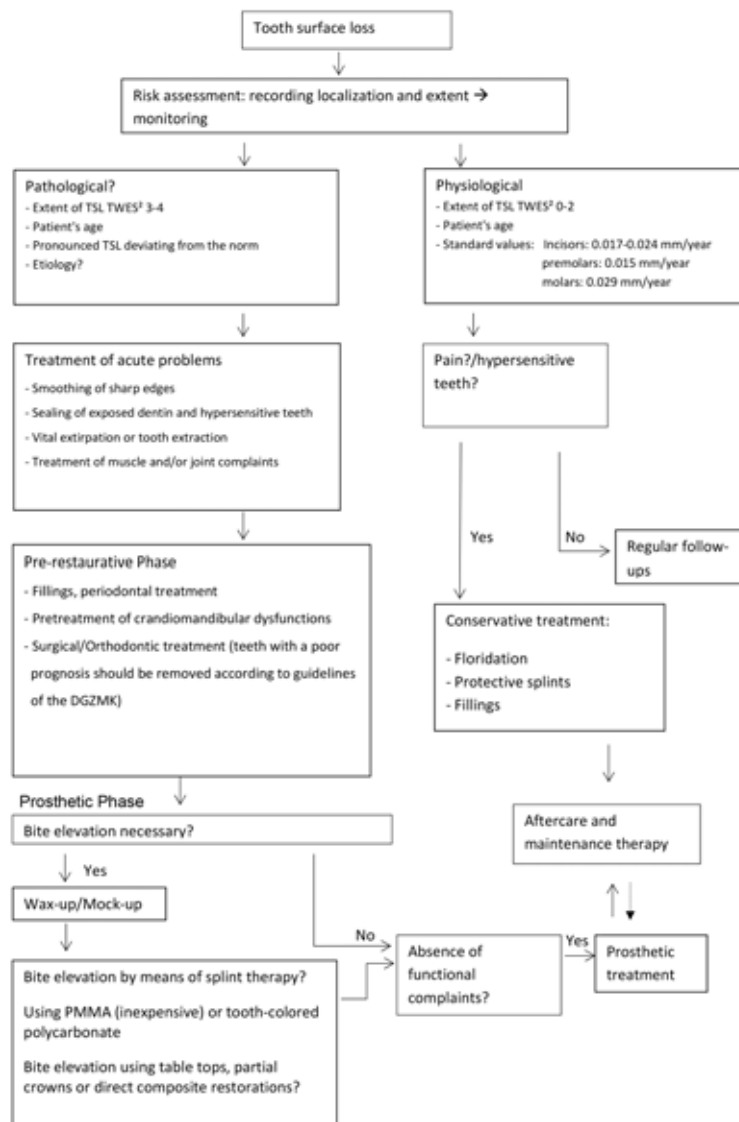 Tooth surface loss
Risk assessment: recording localization and extent →
monitoring
Pathological?
- Extent of TSL TWES² 3-4
- Patient's age
- Pronounced TSL deviating from the norm
- Etiology?
Physiological
- Extent of TSL TWES² 0-2
- Patient's age
- Standard values: Incisors: 0.017-0.024 mm/year
premolars: 0.015 mm/year
molars: 0.029 mm/year
Treatment of acute problems
- Smoothing of sharp edges
- Sealing of exposed dentin and hypersensitive teeth
- Vital extirpation or tooth extraction
- Treatment of muscle and/or joint complaints
Pain?/hypersensitive
teeth?
Yes
No
Regular follow-
ups
Pre-restaurative Phase
- Fillings, periodontal treatment
- Pretreatment of crandiomandibular dysfunctions
- Surgical/Orthodontic treatment (teeth with a poor
prognosis should be removed according to guidelines
of the DGZMK)
Conservative treatment:
- Floridation
- Protective splints
- Fillings
Prosthetic Phase
Bite elevation necessary?
Aftercare and
maintenance therapy
Yes
Wax-up/Mock-up
No
Absence of
functional
complaints?
Yes
Prosthetic
treatment
Bite elevation by means of splint therapy?
Using PMMA (inexpensive) or tooth-colored
polycarbonate
Bite elevation using table tops, partial
crowns or direct composite restorations?